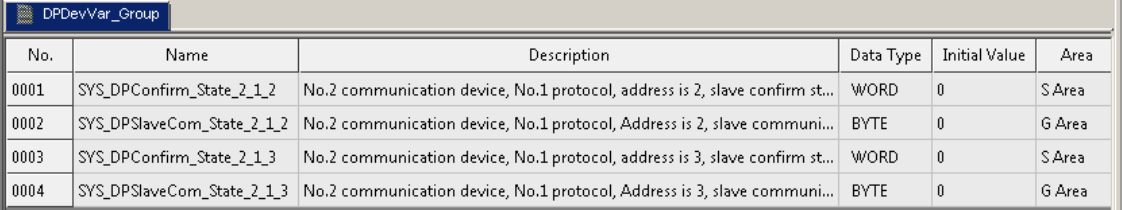 DPDevVar_Group
No. Name Description Data Type Initial Value Area
0001 SYS_DPConfirm_State_2_1_2 No.2 communication device, No.1 protocol, address is 2, slave confirm st... WORD 0 S Area
0002 SYS_DPSlaveCom_State_2_1_2 No.2 communication device, No.1 protocol, Address is 2, slave communi... BYTE 0 G Area
0003 SYS_DPConfirm_State_2_1_3 No.2 communication device, No.1 protocol, address is 3, slave confirm st... WORD 0 S Area
0004 SYS_DPSlaveCom_State_2_1_3 No.2 communication device, No.1 protocol, Address is 3, slave communi... BYTE 0 G Area